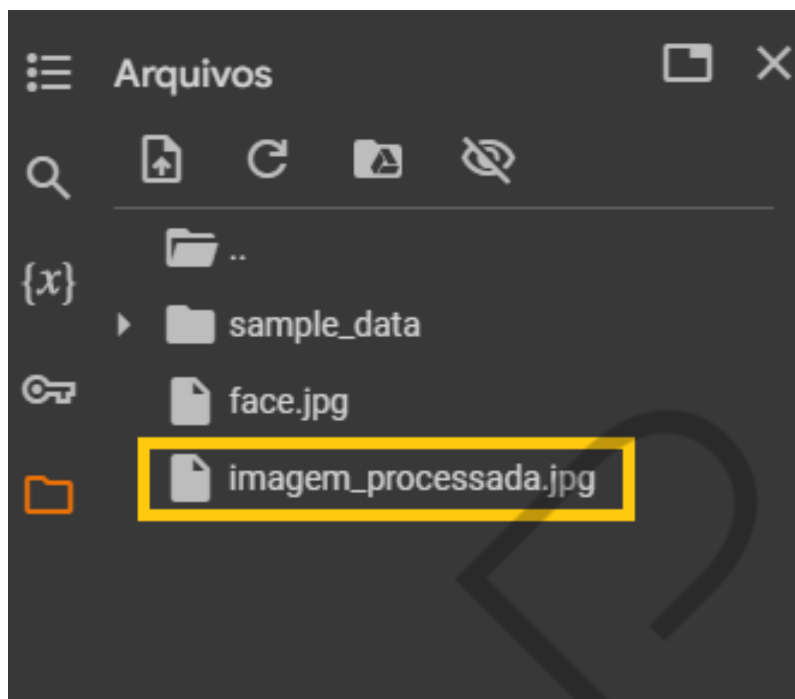 Arquivos
{x}
..
sample_data
face.jpg
imagem_processada.jpg